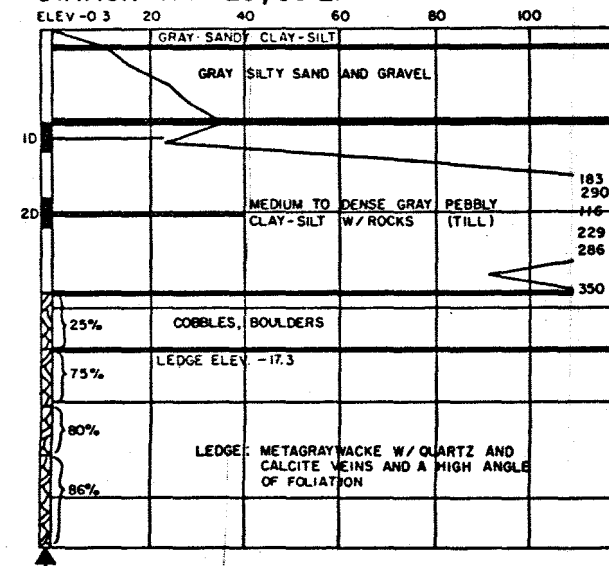 ELEV -0.3 20 40 60 80 100
GRAY SANDY CLAY-SILT
GRAY SILTY SAND AND GRAVEL
1D
183
290
MEDIUM TO DENSE GRAY PEBBLY
2D
116
CLAY-SILT W/ROCKS (TILL)
229
286
350
25%
COBBLES, BOULDERS
LEDGE ELEV. -17.3
75%
80%
LEDGE: METAGRAYWACKE W/QUARTZ AND
CALCITE VEINS AND A HIGH ANGLE
OF FOLIATION
86%